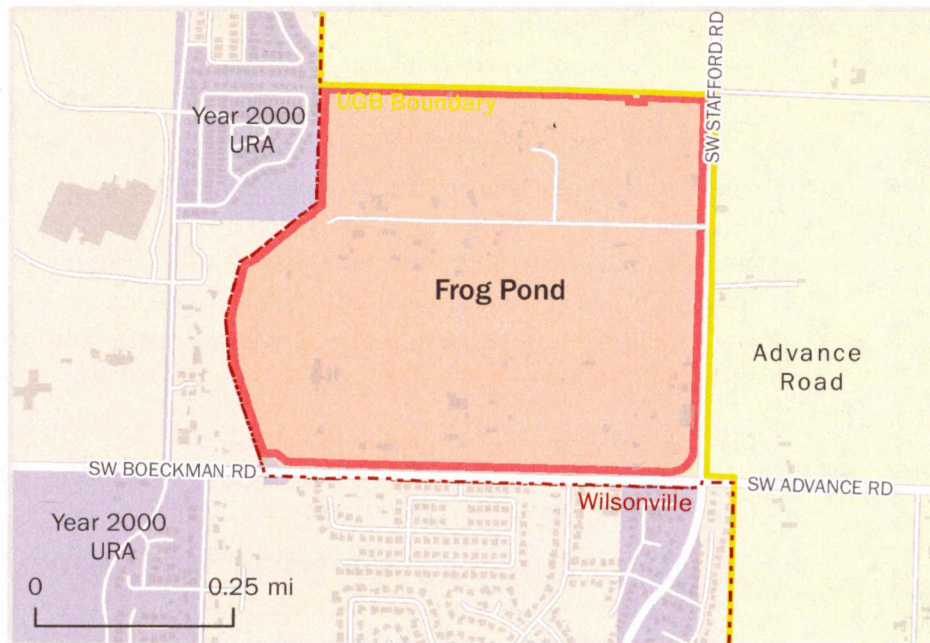 SW STAFFORD RD
UGB Boundary
Year 2000
URA
Frog Pond
Advance
Road
SW BOECKMAN RD
SW ADVANCE RD
Wilsonville
Year 2000
URA
0
0.25 mi